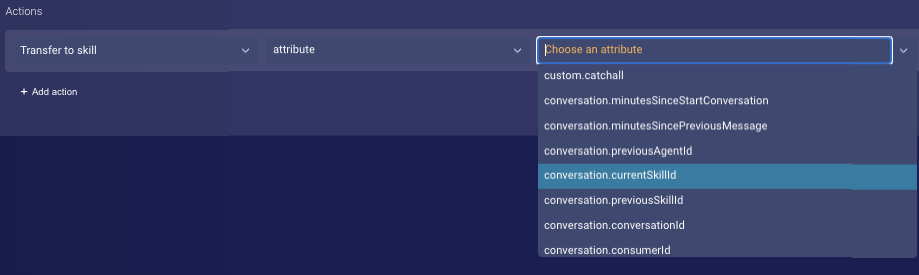 Actions
Transfer to skill
attribute
Choose an attribute
custom.catchall
conversation.minutesSinceStartConversation
conversation.minutesSincePreviousMessage
conversation.previousAgentId
conversation.currentSkillId
conversation.previousSkillId
conversation.conversationId
conversation.consumerId
+ Add action